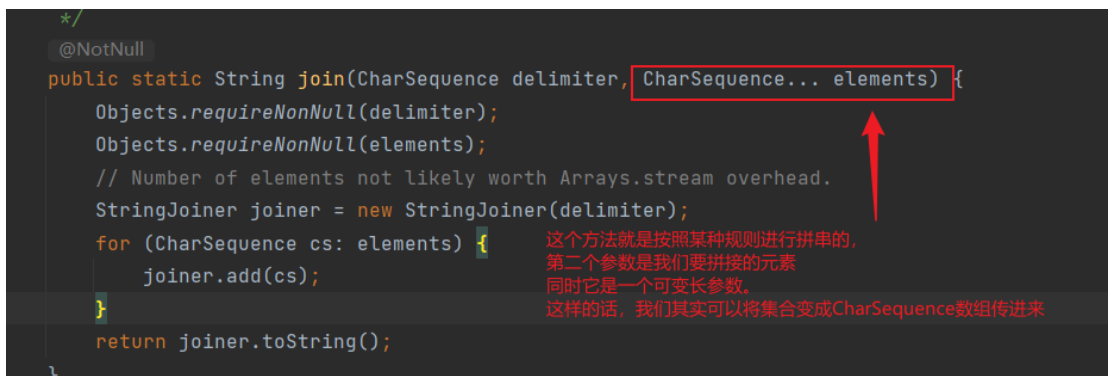 */
@NotNull
public static String join(CharSequence delimiter, CharSequence... elements) {
Objects.requireNonNull(delimiter);
Objects.requireNonNull(elements);
// Number of elements not likely worth Arrays.stream overhead.
StringJoiner joiner = new StringJoiner(delimiter);
for (CharSequence cs: elements) {
joiner.add(cs);
}
return joiner.toString();
}
这个方法就是按照某种规则进行拼串的，
第二个参数是我们要拼接的元素
同时它是一个可变长参数。
这样的话，我们其实可以将集合变成CharSequence数组传进来